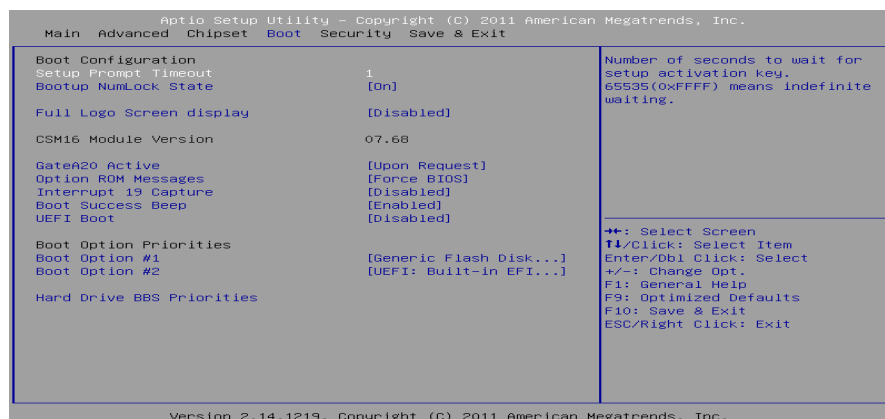 Aptio Setup Utility - Copyright (C) 2011 American Megatrends, Inc.
Main Advanced Chipset Boot Security Save & Exit
Boot Configuration
Setup Prompt Timeout 1
Bootup NumLock State [On]
Full Logo Screen display [Disabled]
CSM16 Module Version 07.68
GateA20 Active [Upon Request]
Option ROM Messages [Force BIOS]
Interrupt 19 Capture [Disabled]
Boot Success Beep [Enabled]
UEFI Boot [Disabled]
Boot Option Priorities
Boot Option #1 [Generic Flash Disk...]
Boot Option #2 [UEFI: Built-in EFI...]
Hard Drive BBS Priorities
Number of seconds to wait for
setup activation key.
65535(0xFFFF) means indefinite
waiting.
→←: Select Screen
↑↓/Click: Select Item
Enter/Dbl Click: Select
+/-: Change Opt.
F1: General Help
F9: Optimized Defaults
F10: Save & Exit
ESC/Right Click: Exit
Version 2.14.1219. Copyright (C) 2011 American Megatrends, Inc.